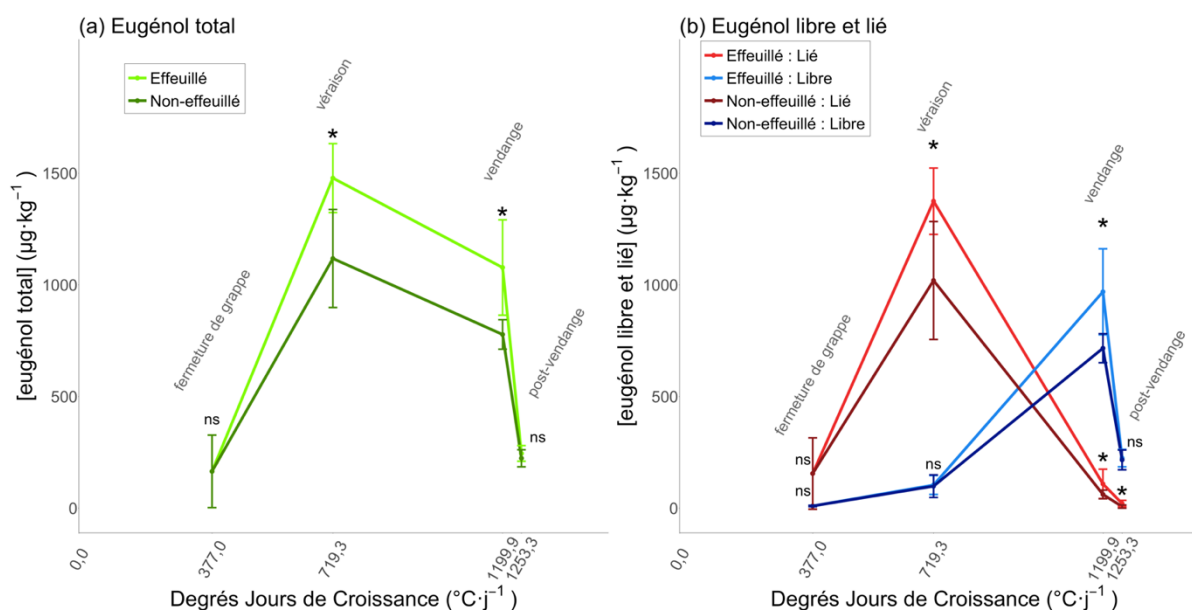 (a) Eugénol total
Effeuillé
Non-effeuillé
véraison
*
vendange
*
fermeture de grappe
ns
post-vendange
ns
[eugénol total] (µg·kg⁻¹)
1500
1000
500
0
0,0
377,0
719,3
1199,9
1253,3
Degrés Jours de Croissance (°C·j⁻¹)
(b) Eugénol libre et lié
Effeuillé : Lié
Effeuillé : Libre
Non-effeuillé : Lié
Non-effeuillé : Libre
véraison
*
vendange
*
fermeture de grappe
ns
ns
ns
post-vendange
ns
*
*
[eugénol libre et lié] (µg·kg⁻¹)
1500
1000
500
0
0,0
377,0
719,3
1199,9
1253,3
Degrés Jours de Croissance (°C·j⁻¹)